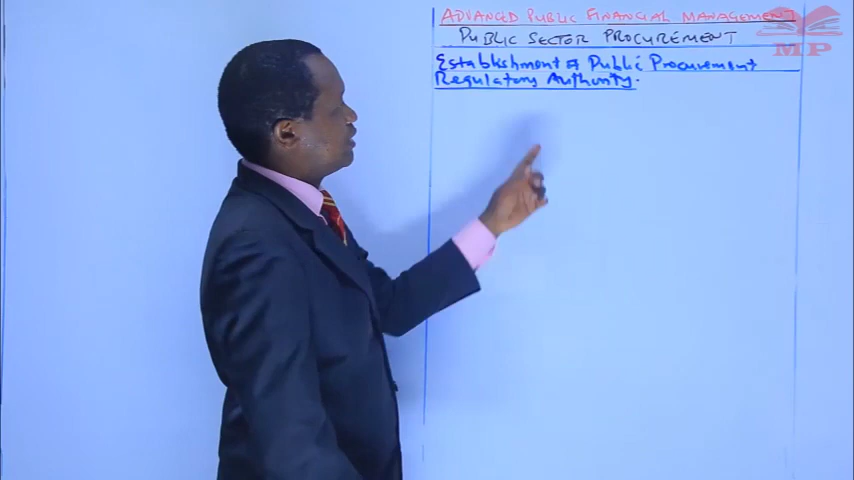 ADVANCED PUBLIC FINANCIAL MANAGEMENT
PUBLIC SECTOR PROCUREMENT
Establishment of Public Procurement
Regulatory Authority.
MP